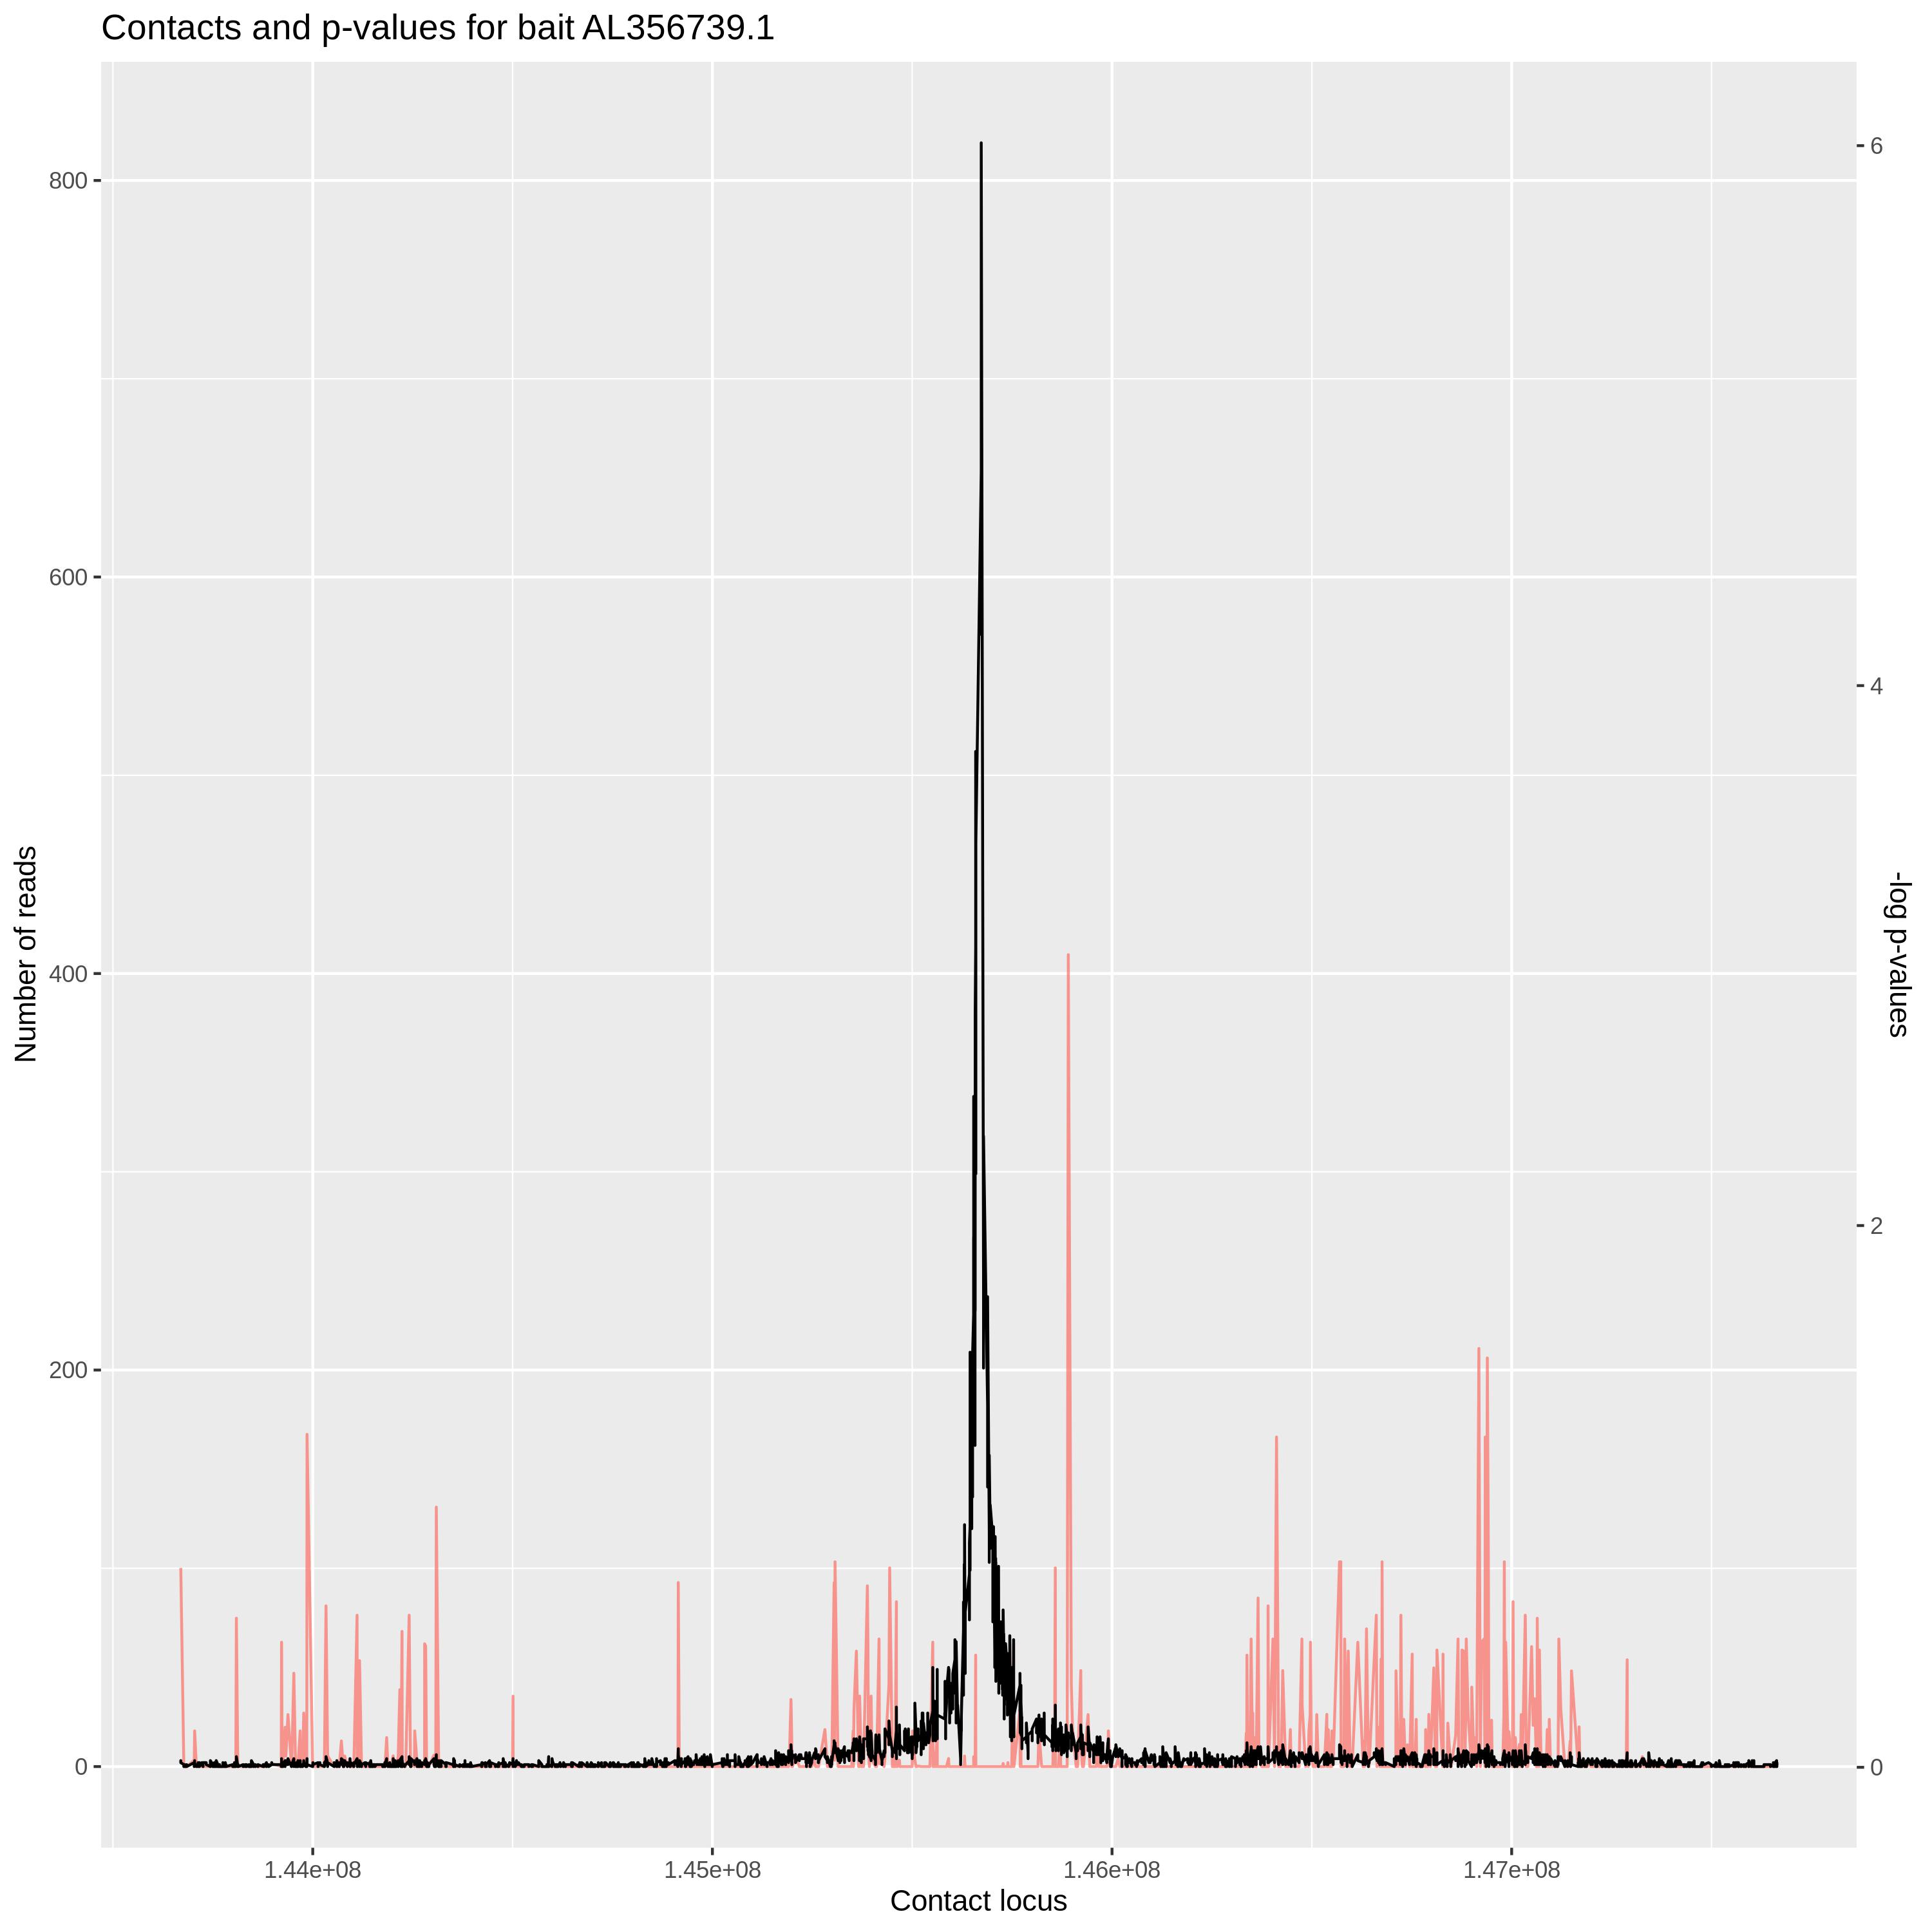 Contacts and p-values for bait AL356739.1
800
600
400
200
0
6
4
2
0
Number of reads
-log p-values
1.44e+08
1.45e+08
1.46e+08
1.47e+08
Contact locus